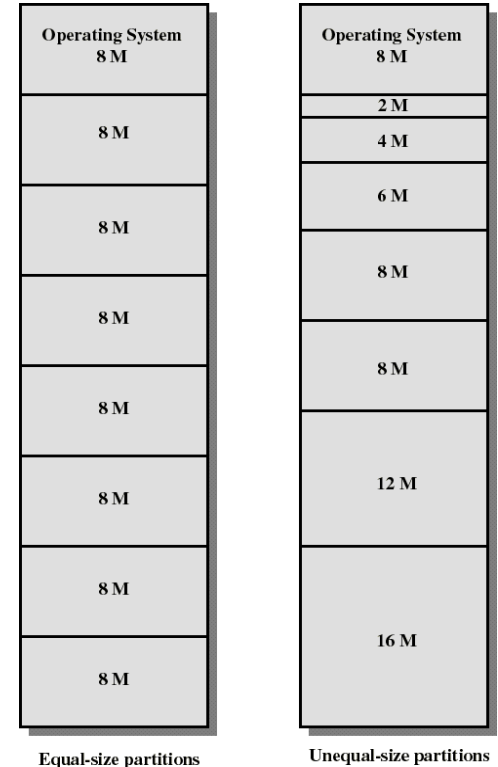 Operating System
8 M
8 M
8 M
8 M
8 M
8 M
8 M
8 M
Equal-size partitions
Operating System
8 M
2 M
4 M
6 M
8 M
8 M
12 M
16 M
Unequal-size partitions